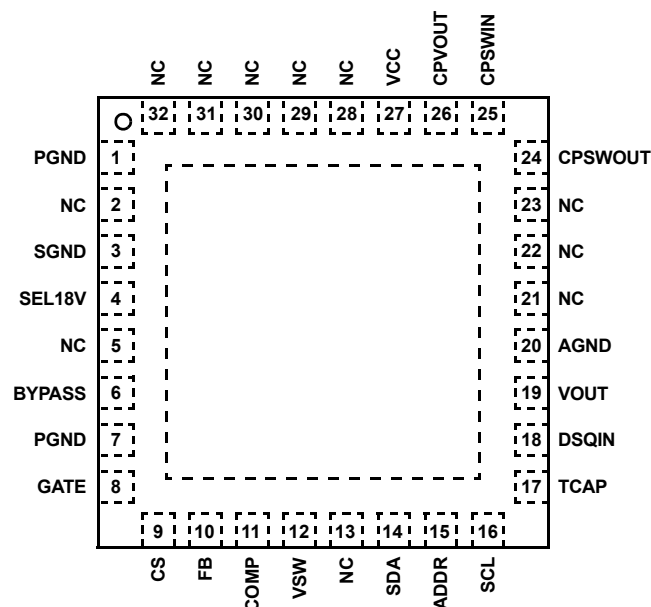 NC
NC
NC
NC
NC
VCC
CPVOUT
CPSWIN
32 31 30 29 28 27 26 25
PGND 1
NC 2
SGND 3
SEL18V 4
NC 5
BYPASS 6
PGND 7
GATE 8
24 CPSWOUT
23 NC
22 NC
21 NC
20 AGND
19 VOUT
18 DSQIN
17 TCAP
9 10 11 12 13 14 15 16
CS
FB
COMP
VSW
NC
SDA
ADDR
SCL